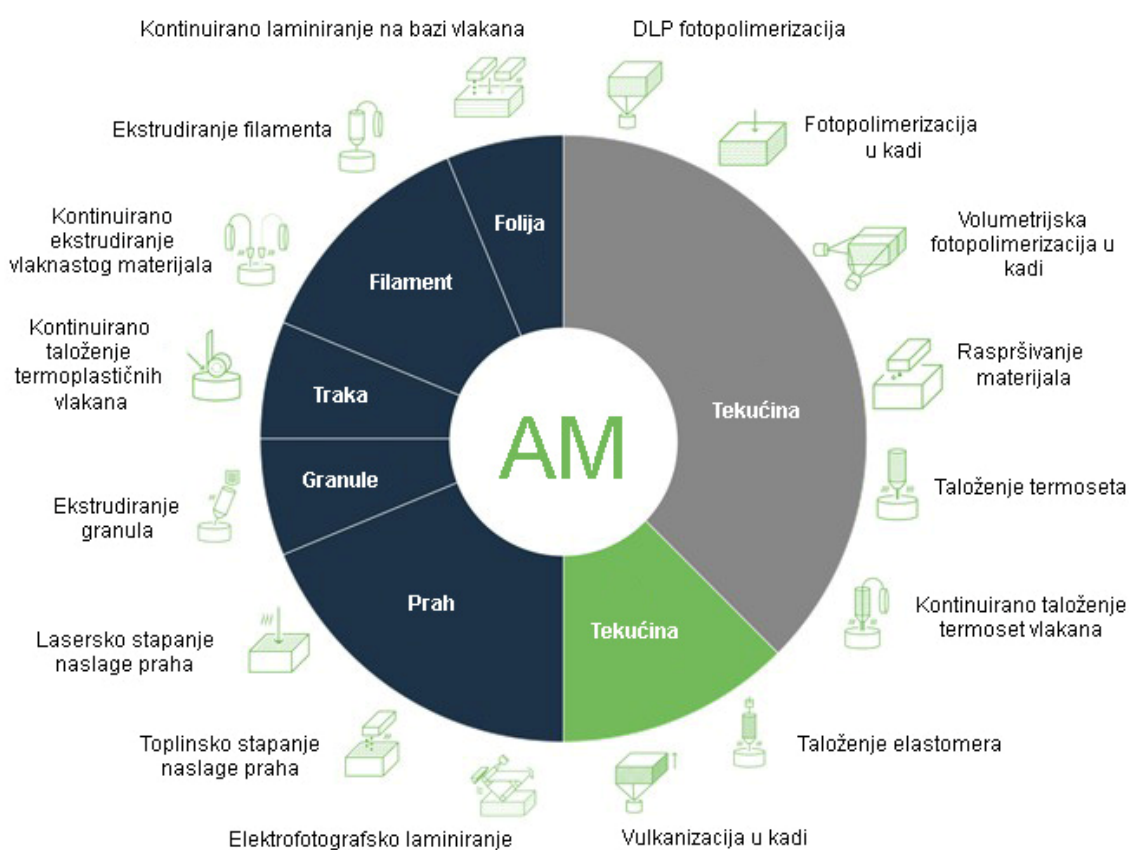 Kontinuirano laminiranje na bazi vlakana
DLP fotopolimerizacija
Ekstrudiranje filamenta
Fotopolimerizacija
u kadi
Kontinuirano
ekstrudiranje
vlaknastog materijala
Volumetrijska
fotopolimerizacija u
kadi
Folija
Filament
Kontinuirano
taloženje
termoplastičnih
vlakana
Raspršivanje
materijala
Traka
Tekućina
AM
Granule
Ekstrudiranje
granula
Taloženje termoseta
Prah
Tekućina
Kontinuirano taloženje
termoset vlakana
Lasersko stapanje
naslage praha
Toplinsko stapanje
naslage praha
Taloženje elastomera
Elektrofotografsko laminiranje
Vulkanizacija u kadi